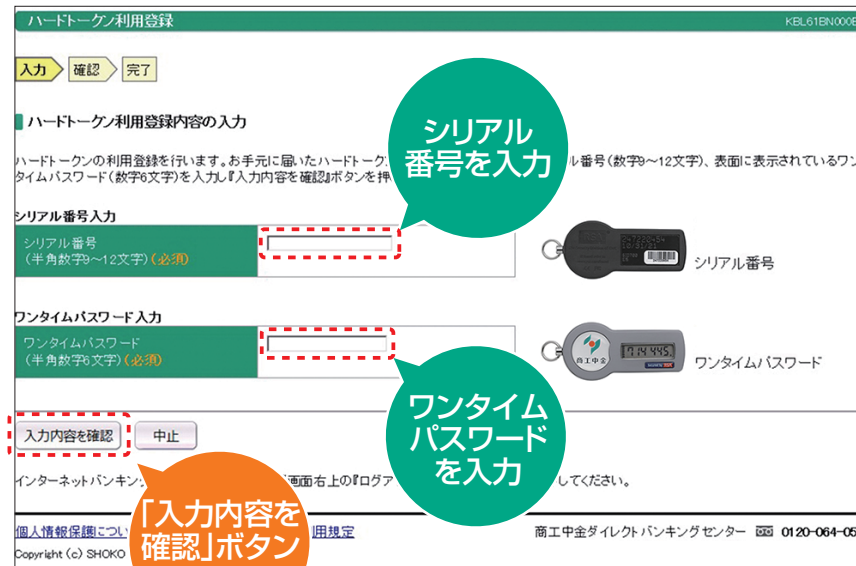 ハードトークン利用登録 KBL61BN000B
入力 確認 完了
ハードトークン利用登録内容の入力
ハードトークンの利用登録を行います。お手元に届いたハードトーク ル番号(数字9～12文字)、表面に表示されているワン
タイムパスワード(数字6文字)を入力し『入力内容を確認』ボタンを押
シリアル
番号を入力
シリアル番号入力
シリアル番号
(半角数字9～12文字)(必須)
シリアル番号
ワンタイムパスワード入力
ワンタイムパスワード
(半角数字6文字)(必須)
商工中金
714445
ワンタイムパスワード
ワンタイム
パスワード
を入力
入力内容を確認 中止
インターネットバンキン 画面右上の『ログア してください。
「入力内容を
確認」ボタン
個人情報保護につい 用規定 商工中金ダイレクトバンキングセンター 0120-064-05
Copyright (c) SHOKO